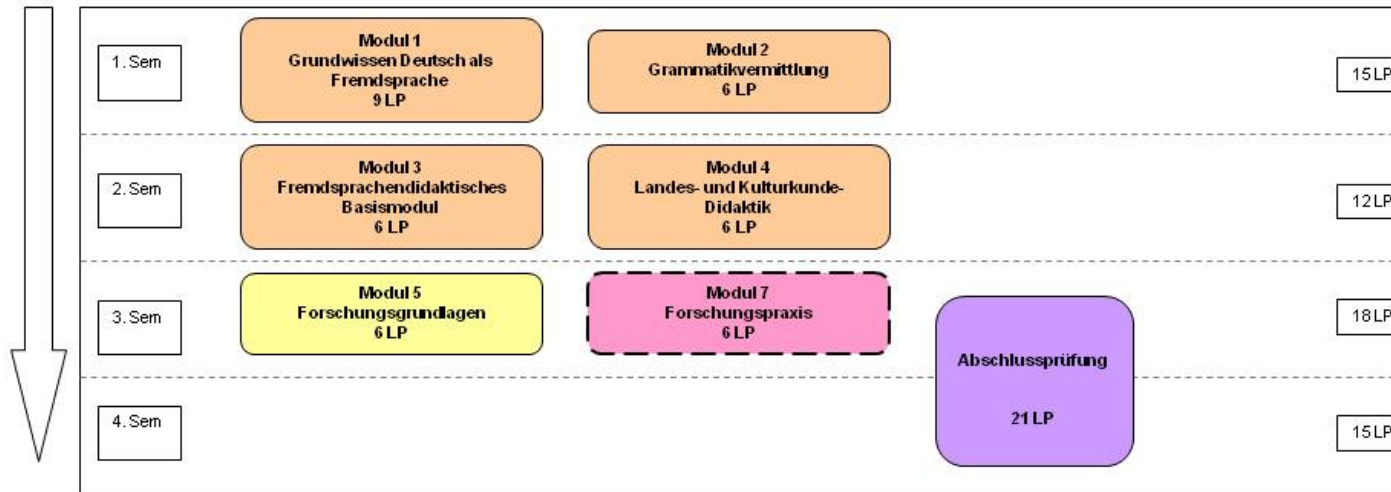 1. Sem
Modul 1
Grundwissen Deutsch als
Fremdsprache
9 LP
Modul 2
Grammatikvermittlung
6 LP
15 LP
2. Sem
Modul 3
Fremdsprachendidaktisches
Basismodul
6 LP
Modul 4
Landes- und Kulturkunde-
Didaktik
6 LP
12 LP
3. Sem
Modul 5
Forschungsgrundlagen
6 LP
Modul 7
Forschungspraxis
6 LP
Abschlussprüfung
21 LP
18 LP
4. Sem
15 LP